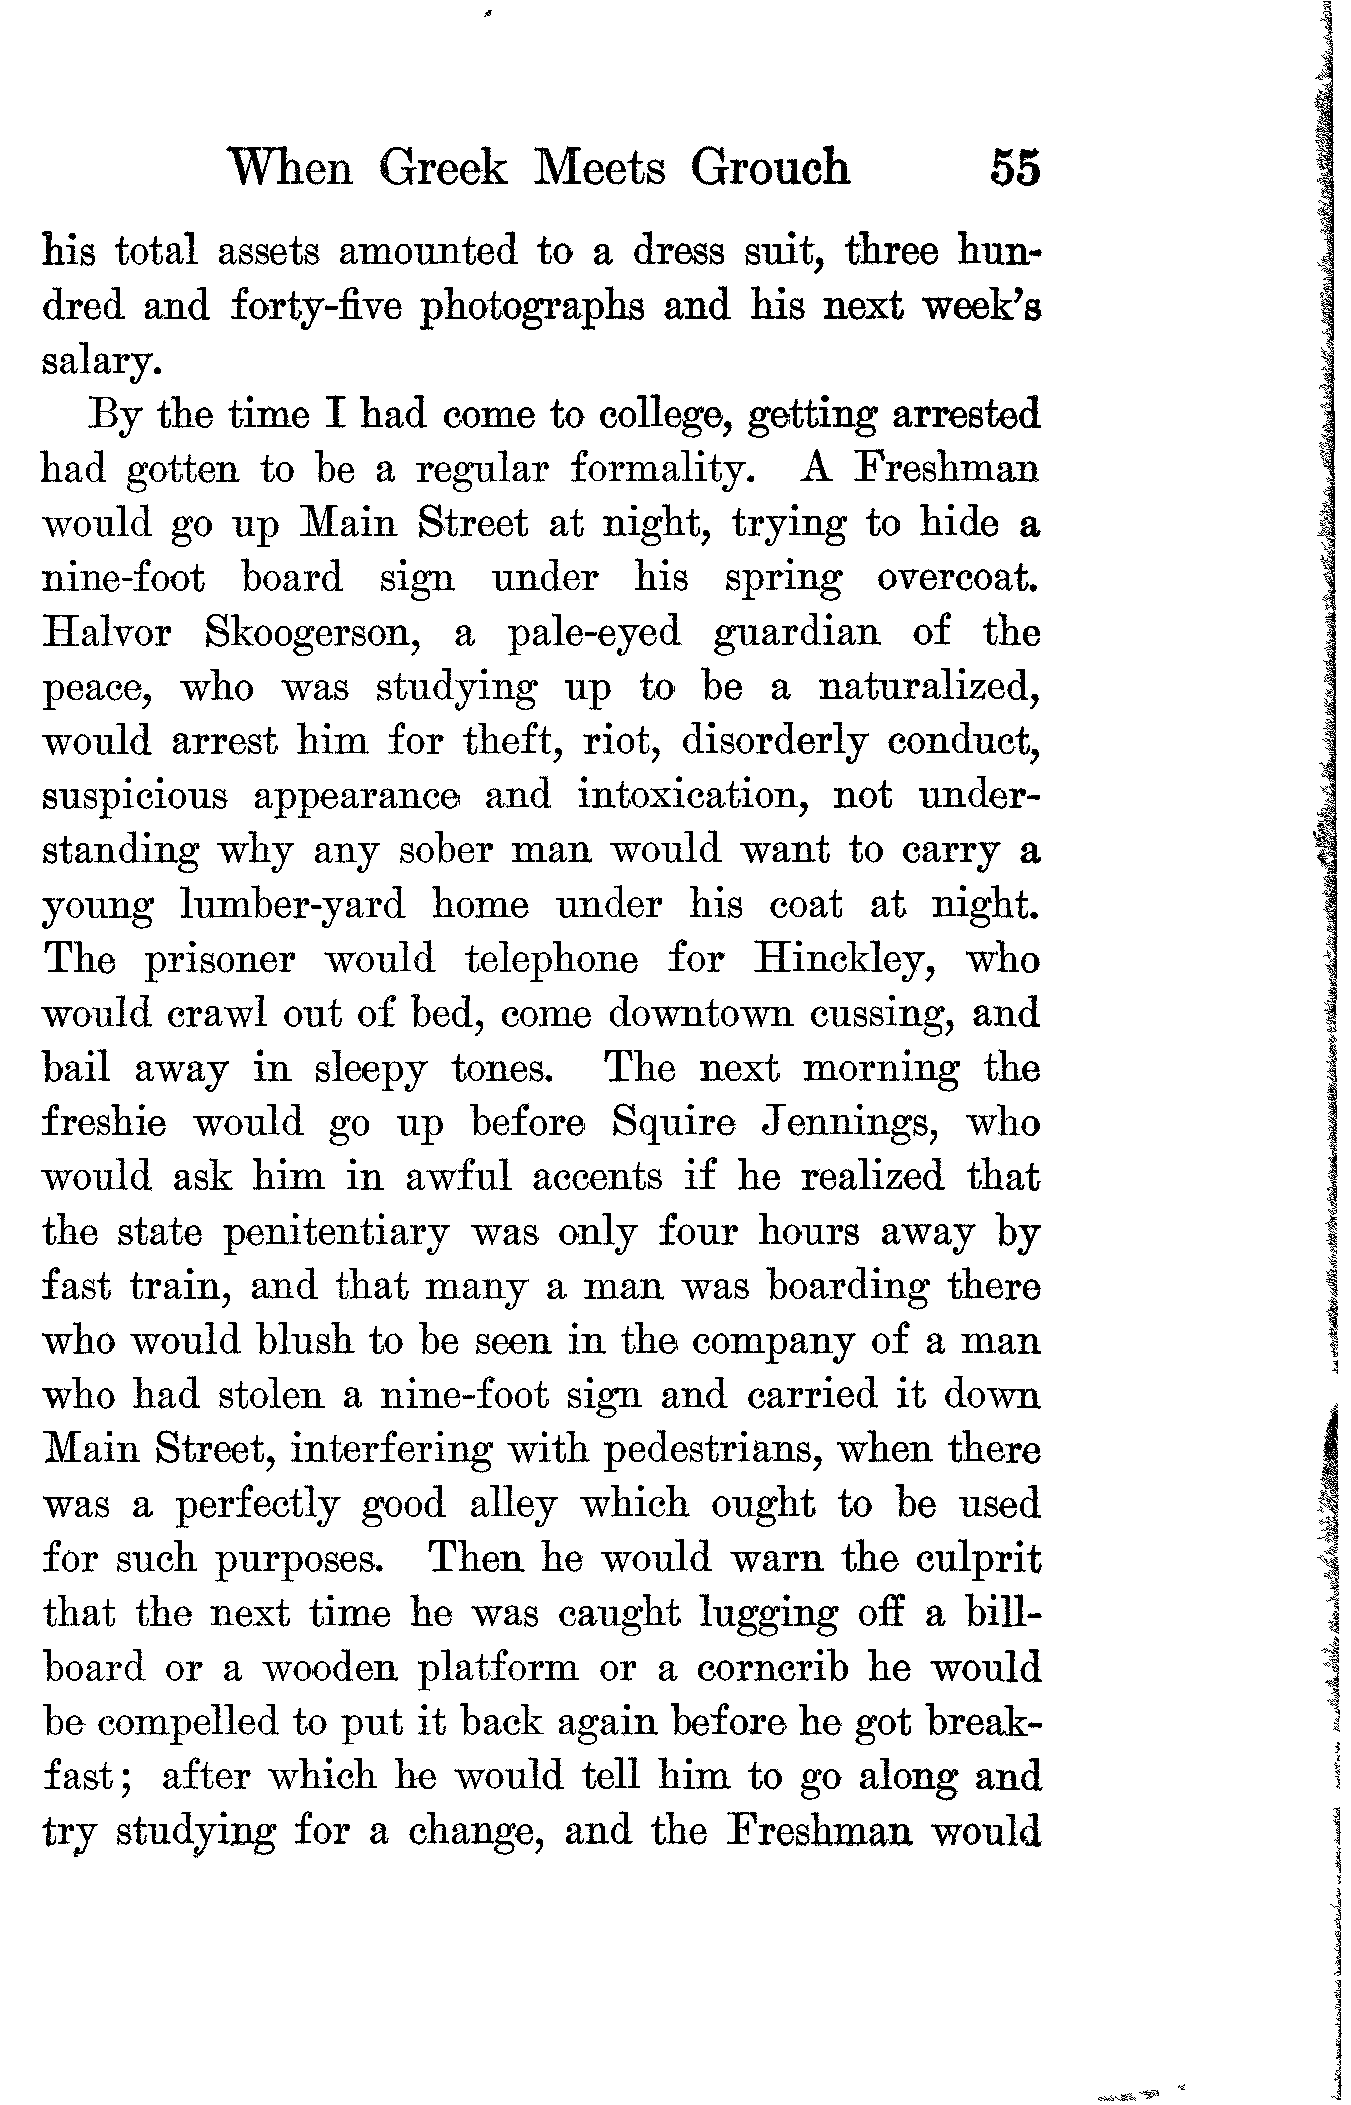 When Greek Meets Grouch 55
his total assets amounted to a dress suit, three hun-
dred and forty-five photographs and his next week's
salary.
By the time I had come to college, getting arrested
had gotten to be a regular formality. A Freshman
would go up Main Street at night, trying to hide a
nine-foot board sign under his spring overcoat.
Halvor Skoogerson, a pale-eyed guardian of the
peace, who was studying up to be a naturalized,
would arrest him for theft, riot, disorderly conduct,
suspicious appearance and intoxication, not under-
standing why any sober man would want to carry a
young lumber-yard home under his coat at night.
The prisoner would telephone for Hinckley, who
would crawl out of bed, come downtown cussing, and
bail away in sleepy tones. The next morning the
freshie would go up before Squire Jennings, who
would ask him in awful accents if he realized that
the state penitentiary was only four hours away by
fast train, and that many a man was boarding there
who would blush to be seen in the company of a man
who had stolen a nine-foot sign and carried it down
Main Street, interfering with pedestrians, when there
was a perfectly good alley which ought to be used
for such purposes. Then he would warn the culprit
that the next time he was caught lugging off a bill-
board or a wooden platform or a corncrib he would
be compelled to put it back again before he got break-
fast; after which he would tell him to go along and
try studying for a change, and the Freshman would